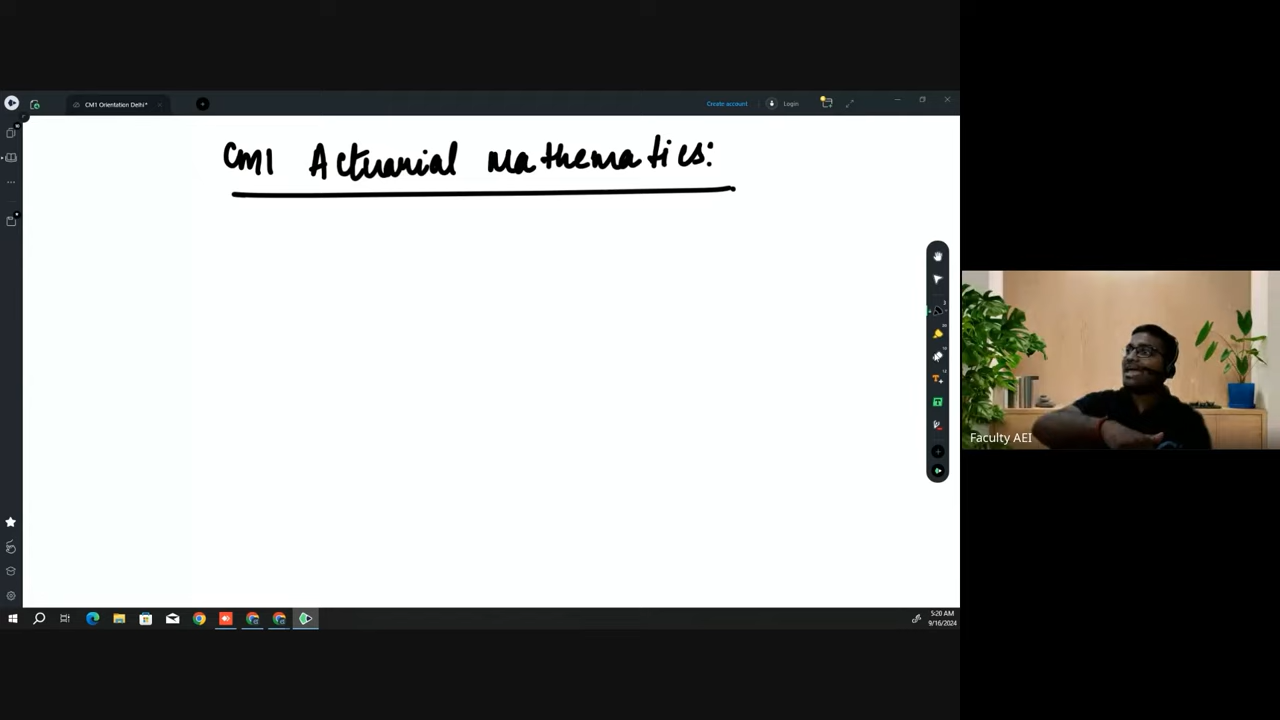 CM1 Orientation Delhi*
Create account
Login
CM1 Actuarial Mathematics:
Faculty AEI
5:20 AM
9/16/2024